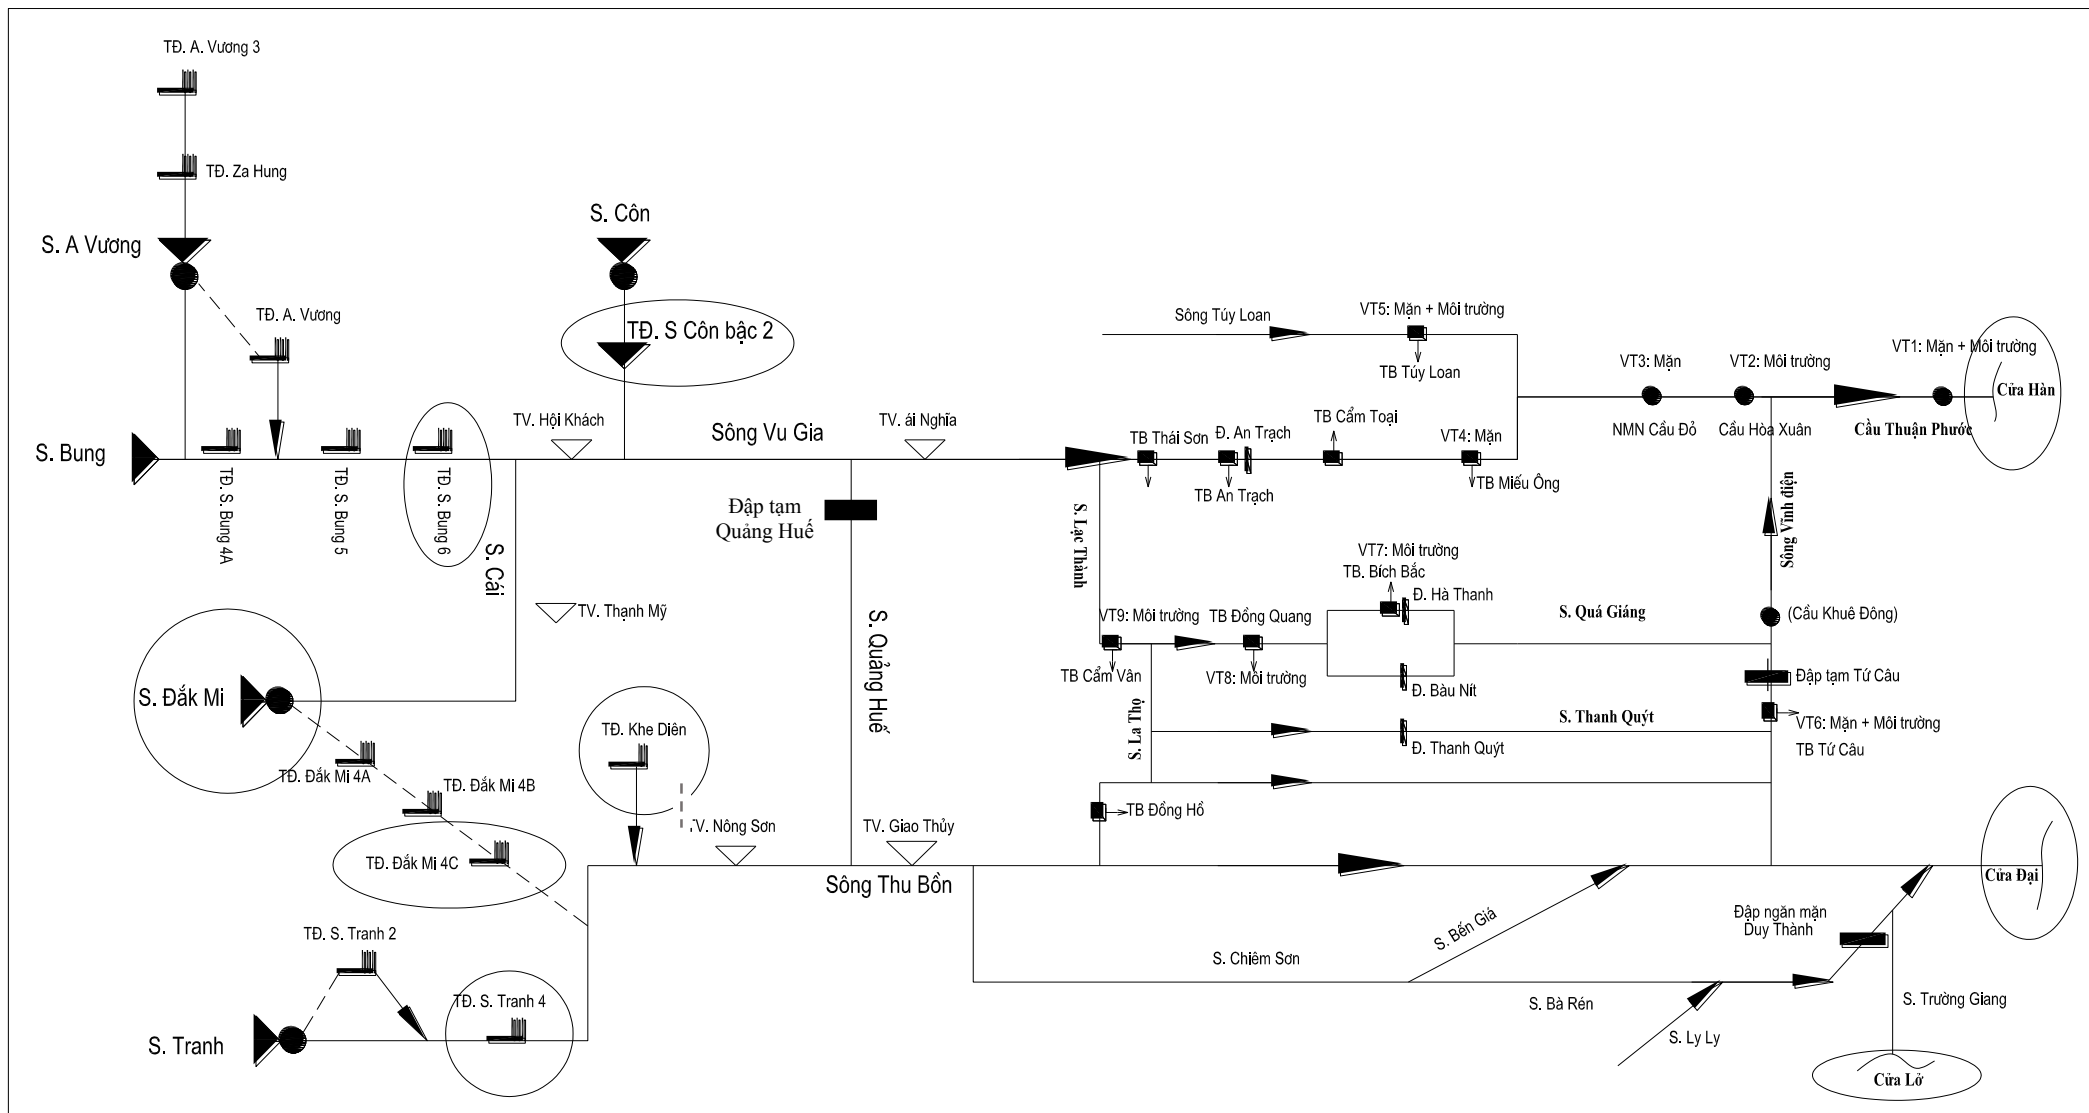 TĐ. A. Vương 3
TĐ. Za Hung
S. A Vương
S. Côn
TĐ. A. Vương
TĐ. S Côn bậc 2
Sông Túy Loan
VT5: Mặn + Môi trường
TB Túy Loan
VT3: Mặn
VT2: Môi trường
VT1: Mặn + Môi trường
Cửa Hàn
NMN Cầu Đỏ
Cầu Hòa Xuân
Cầu Thuận Phước
S. Bung
TĐ. S. Bung 4A
TĐ. S. Bung 5
TĐ. S. Bung 6
TV. Hội Khách
Sông Vu Gia
TV. ái Nghĩa
TB Thái Sơn
Đ. An Trạch
TB Cẩm Toại
VT4: Mặn
TB An Trạch
TB Miếu Ông
Đập tạm
Quảng Huế
S. Cái
S. Lạc Thành
Sông Vĩnh điện
TV. Thạnh Mỹ
S. Quảng Huế
VT7: Môi trường
TB. Bích Bắc
Đ. Hà Thanh
S. Quá Giáng
(Cầu Khuê Đông)
VT9: Môi trường
TB Đồng Quang
TB Cẩm Vân
VT8: Môi trường
Đ. Bàu Nít
Đập tạm Tứ Câu
S. Đắk Mi
TĐ. Khe Diên
S. La Thọ
S. Thanh Quýt
Đ. Thanh Quýt
VT6: Mặn + Môi trường
TB Tứ Câu
TĐ. Đắk Mi 4A
TĐ. Đắk Mi 4B
TB Đồng Hồ
TV. Nông Sơn
TV. Giao Thủy
TĐ. Đắk Mi 4C
Sông Thu Bồn
Cửa Đại
S. Bến Giá
Đập ngăn mặn
Duy Thành
TĐ. S. Tranh 2
S. Chiêm Sơn
TĐ. S. Tranh 4
S. Bà Rén
S. Trường Giang
S. Tranh
S. Ly Ly
Cửa Lở